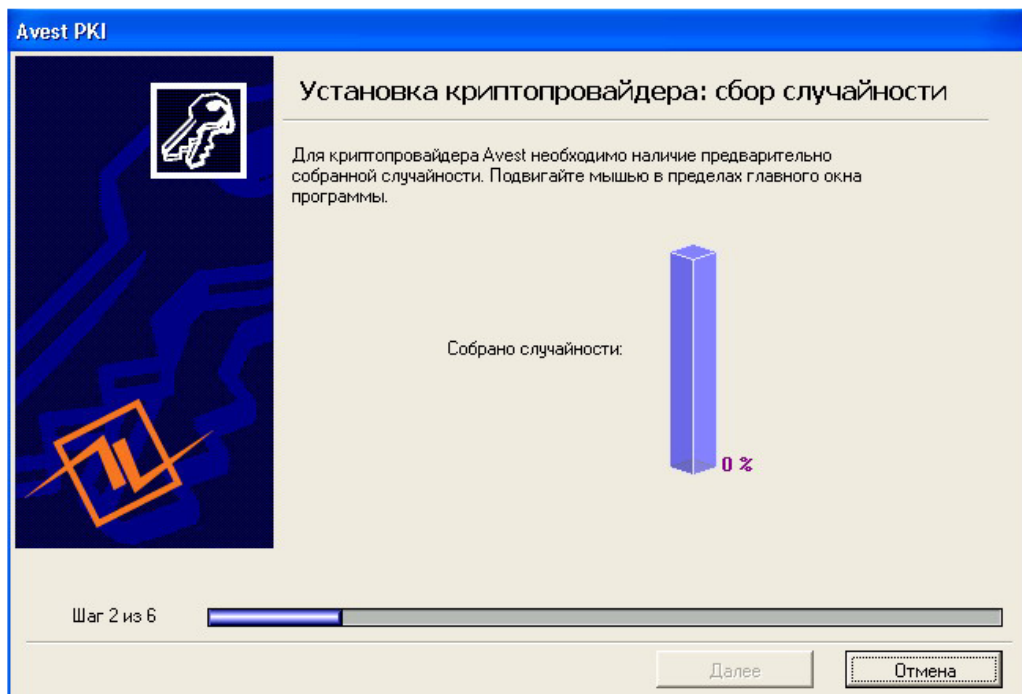 Avest PKI
Установка криптопровайдера: сбор случайности
Для криптопровайдера Avest необходимо наличие предварительно
собранной случайности. Подвигайте мышью в пределах главного окна
программы.
Собрано случайности:
0 %
Шаг 2 из 6
Далее
Отмена